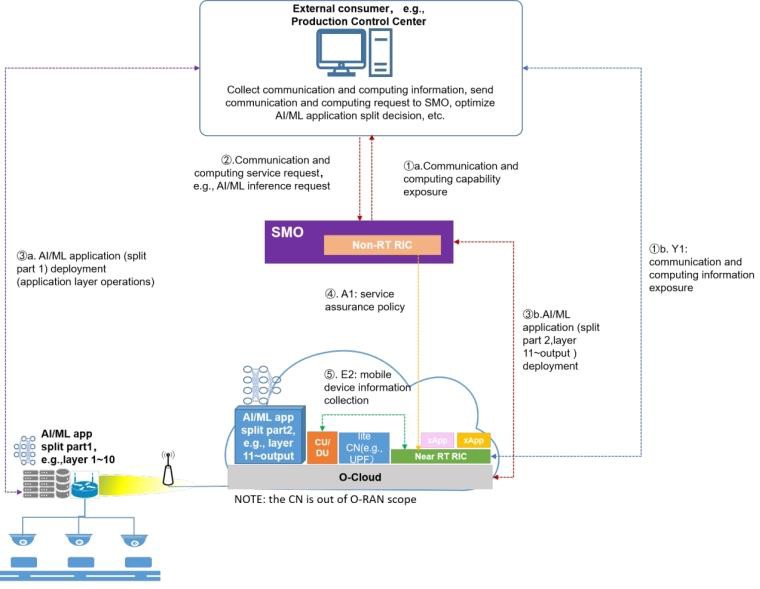 External consumer， e.g.,
Production Control Center
Collect communication and computing information, send
communication and computing request to SMO, optimize
AI/ML application split decision, etc.
②.Communication and
computing service request，
e.g., AI/ML inference request
①a.Communication and
computing capability
exposure
SMO
Non-RT RIC
③a. AI/ML application (split
part 1) deployment
(application layer operations)
①b. Y1:
communication and
computing information
exposure
④. A1: service
assurance policy
③b.AI/ML
application (split
part 2,layer
11~output )
deployment
⑤. E2: mobile
device information
collection
AI/ML app
split part2,
e.g., layer
11~output
CU/
DU
lite
CN(e.g.,
UPF）
xApp
xApp
Near RT RIC
AI/ML app
split part1,
e.g.,layer 1~10
O-Cloud
NOTE: the CN is out of O-RAN scope